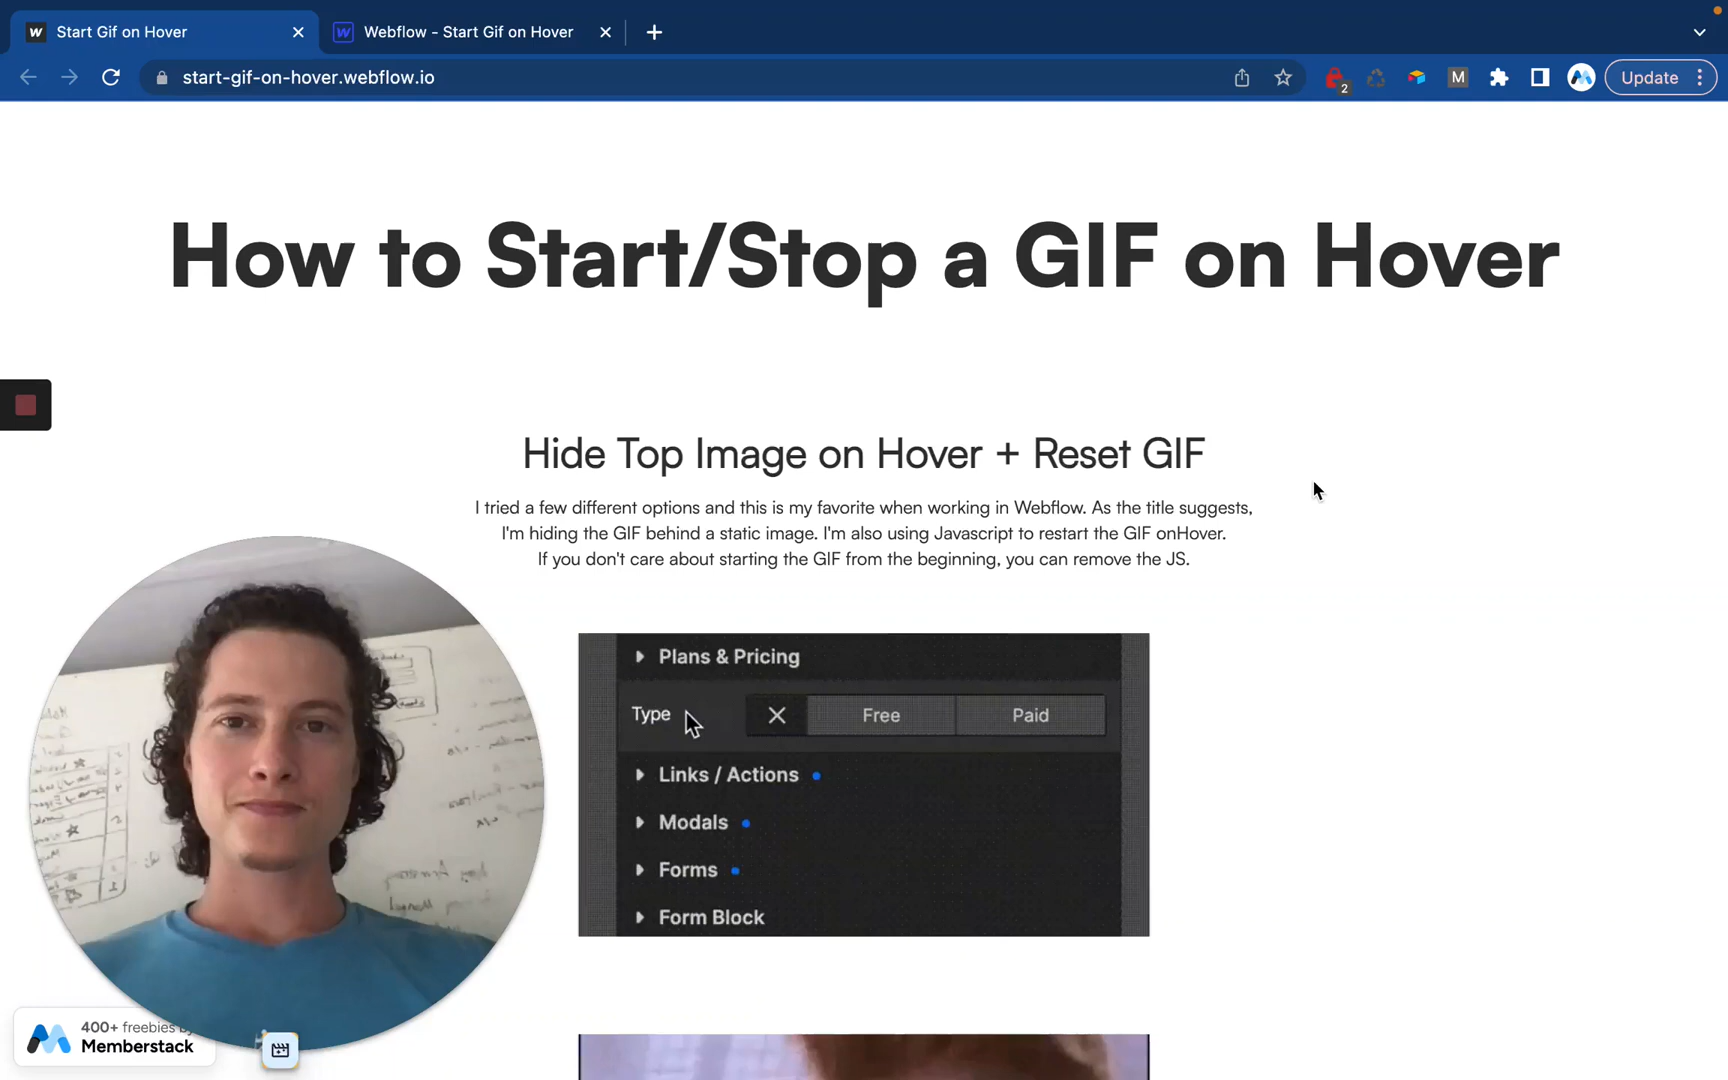 Start Gif on Hover
Webflow - Start Gif on Hover
start-gif-on-hover.webflow.io
2
M
Update
How to Start/Stop a GIF on Hover
Hide Top Image on Hover + Reset GIF
I tried a few different options and this is my favorite when working in Webflow. As the title suggests,
I'm hiding the GIF behind a static image. I'm also using Javascript to restart the GIF onHover.
If you don't care about starting the GIF from the beginning, you can remove the JS.
Plans & Pricing
Type
Free
Paid
Links / Actions
Modals
Forms
Form Block
400+ freebies by
Memberstack